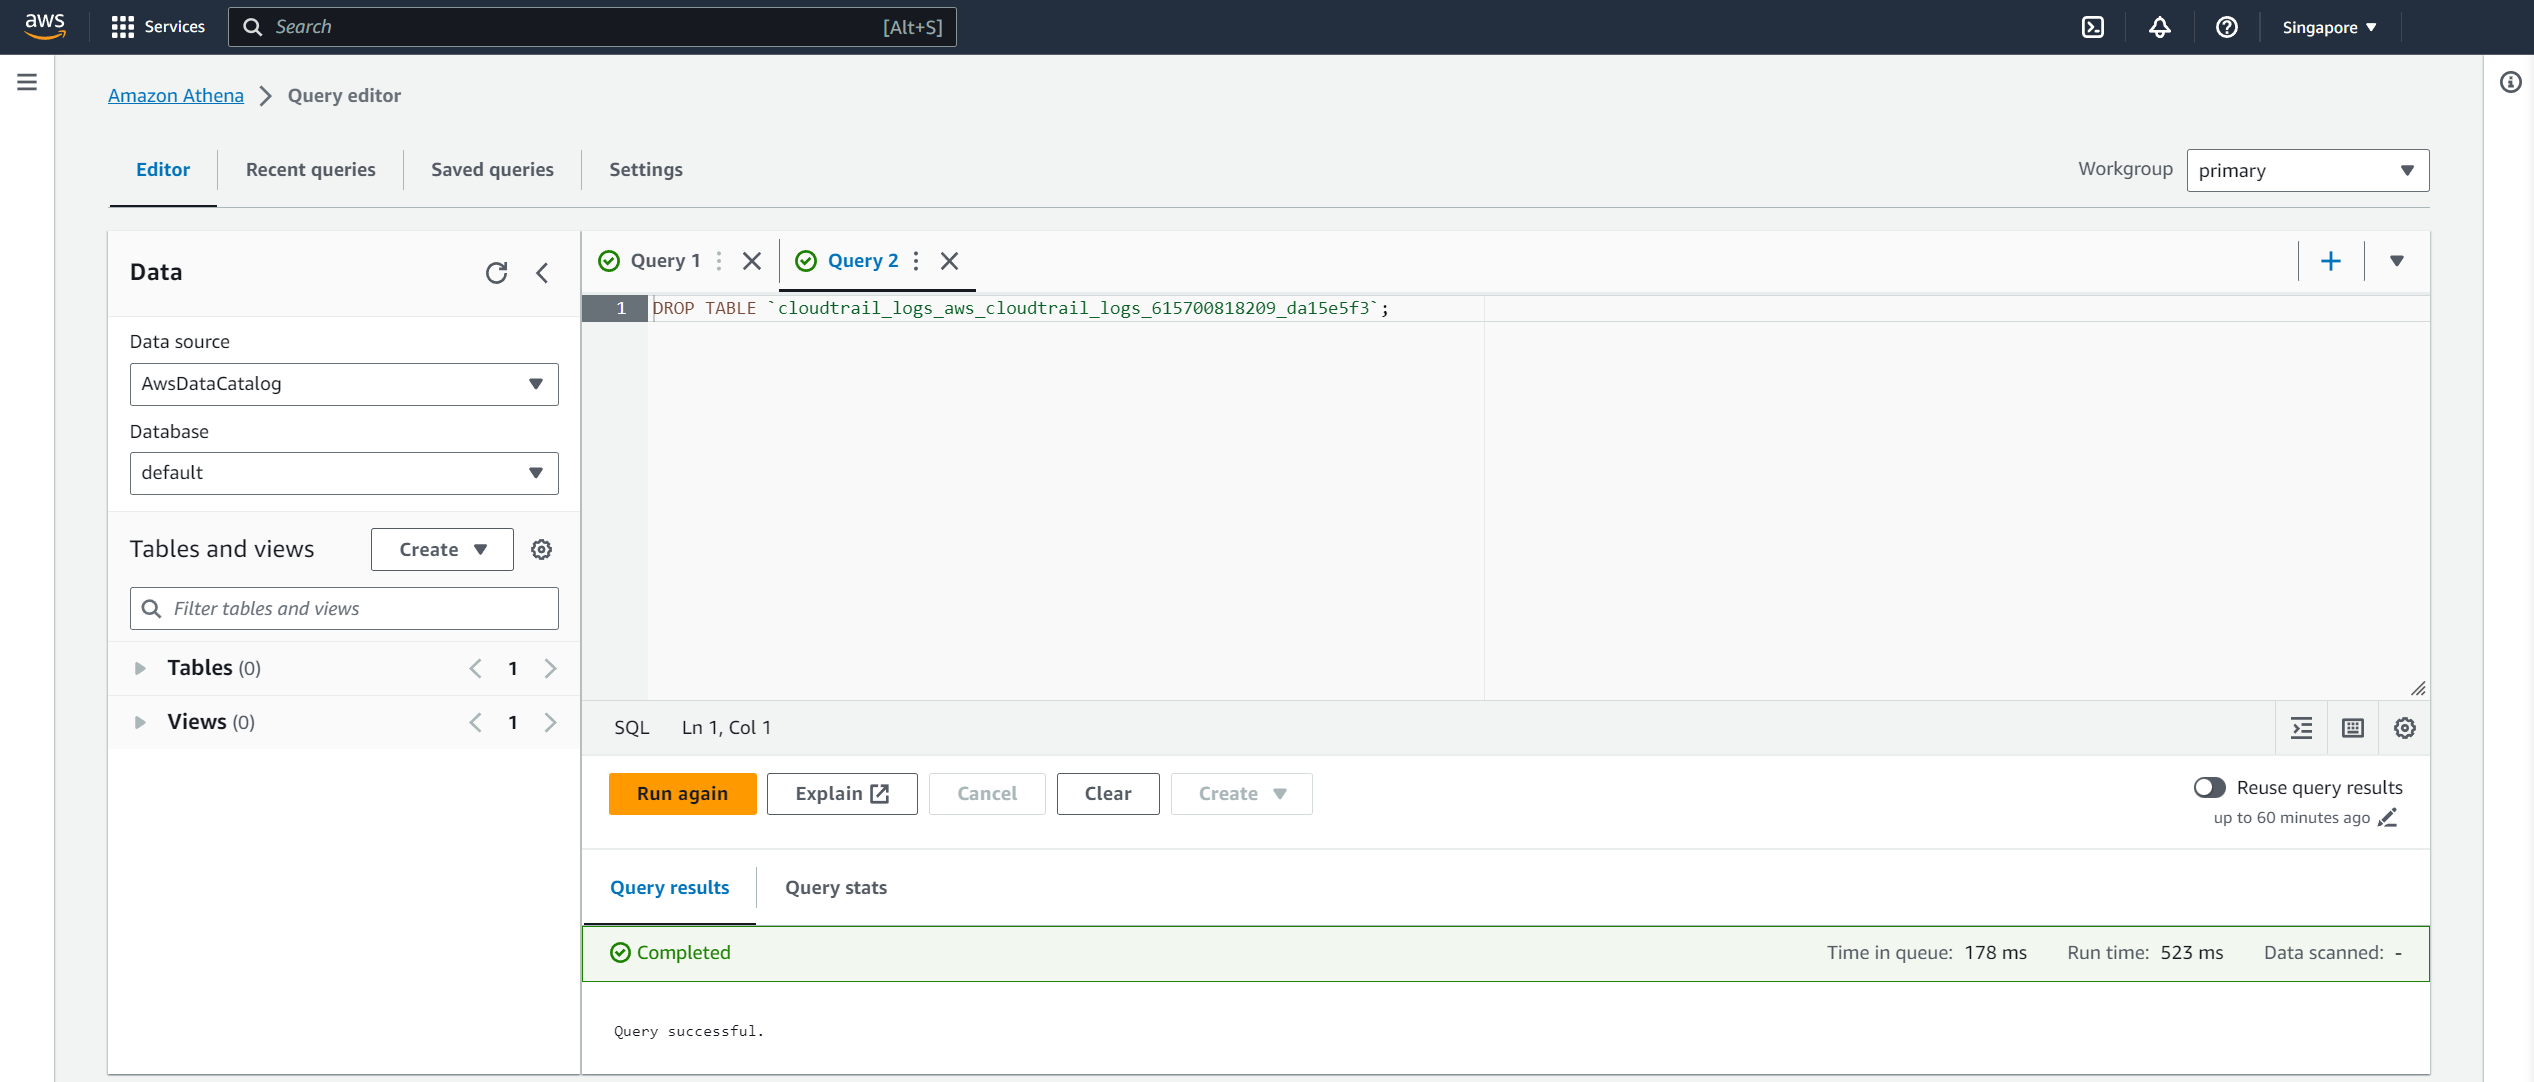 aws
Services
Search
[Alt+S]
Singapore
Amazon Athena
Query editor
Editor
Recent queries
Saved queries
Settings
Workgroup
primary
Data
Data source
AwsDataCatalog
Database
default
Tables and views
Create
Filter tables and views
Tables (0)
1
Views (0)
1
Query 1
Query 2
1
DROP TABLE `cloudtrail_logs_aws_cloudtrail_logs_615700818209_da15e5f3`;
SQL
Ln 1, Col 1
Run again
Explain
Cancel
Clear
Create
Reuse query results
up to 60 minutes ago
Query results
Query stats
Completed
Time in queue: 178 ms
Run time: 523 ms
Data scanned: -
Query successful.